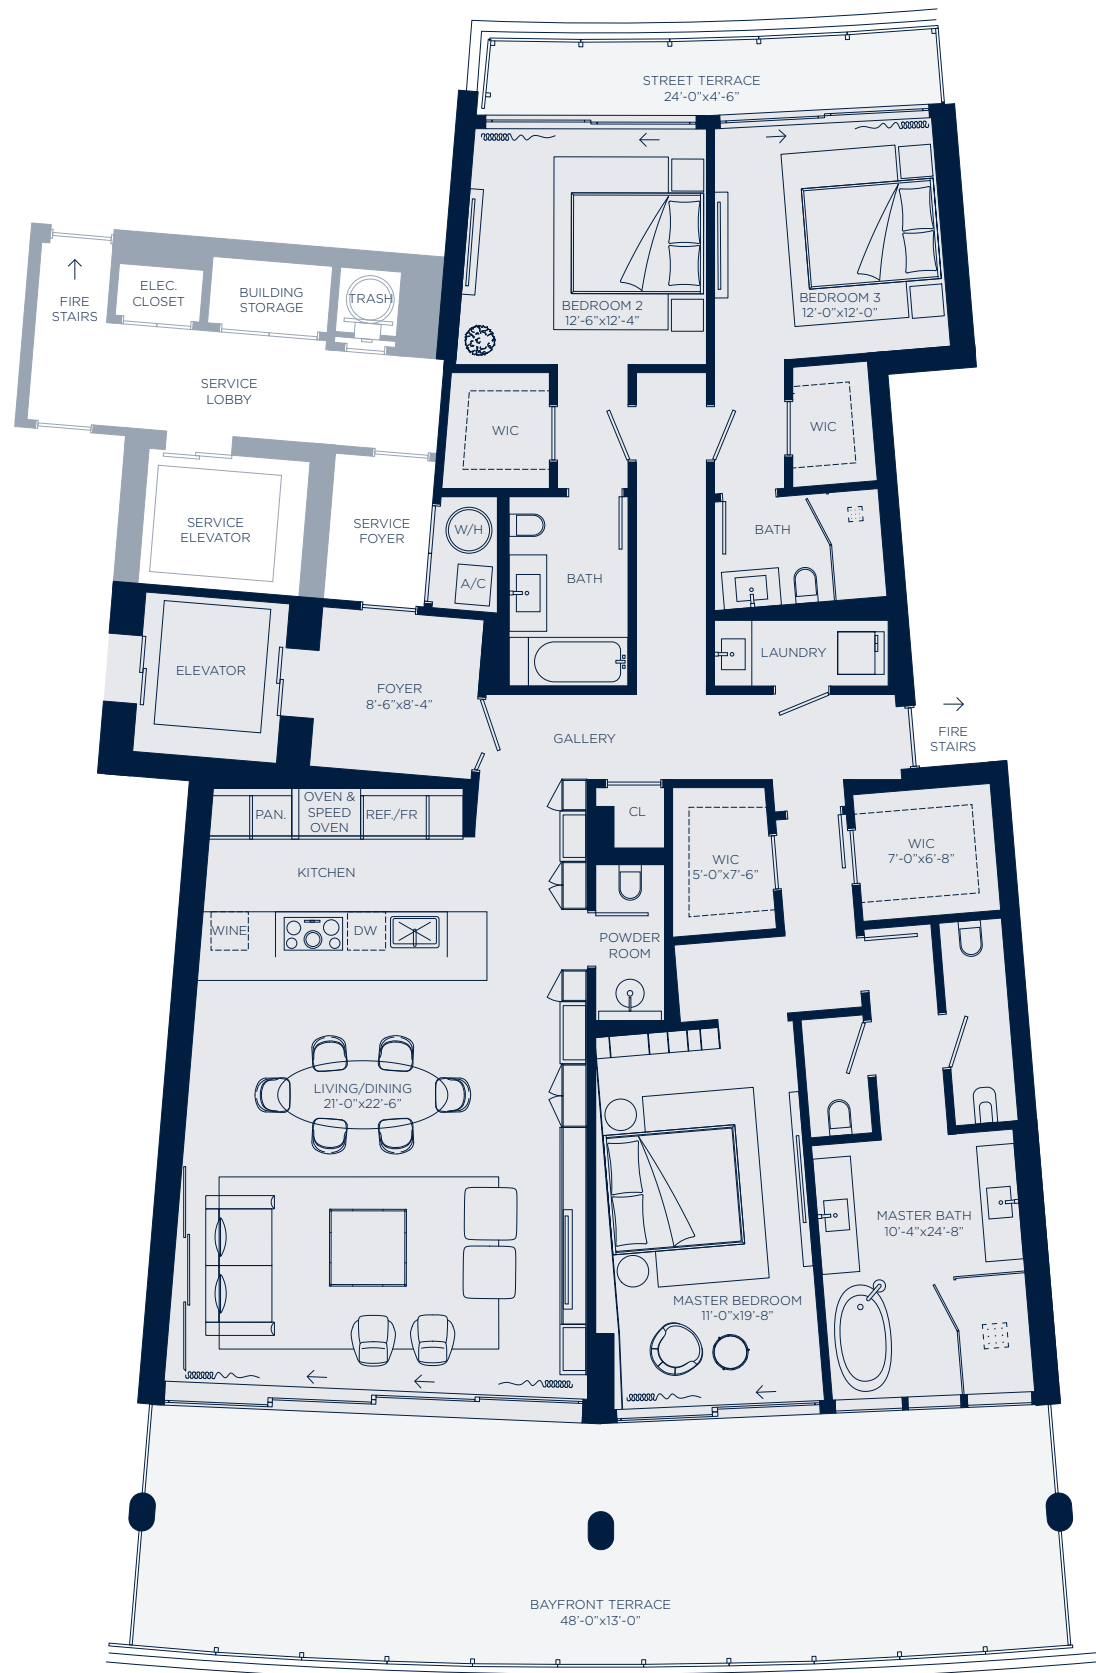 STREET TERRACE
24'-0"x4'-6"
BEDROOM 2
12'-6"x12'-4"
BEDROOM 3
12'-0"x12'-0"
ELEC.
CLOSET
BUILDING
STORAGE
TRASH
FIRE
STAIRS
SERVICE
LOBBY
WIC
WIC
SERVICE
ELEVATOR
SERVICE
FOYER
W/H
A/C
BATH
BATH
LAUNDRY
ELEVATOR
FOYER
8'-6"x8'-4"
GALLERY
FIRE
STAIRS
PAN.
OVEN &
SPEED
OVEN
REF./FR
CL
WIC
5'-0"x7'-6"
WIC
7'-0"x6'-8"
KITCHEN
WINE
DW
POWDER
ROOM
LIVING/DINING
21'-0"x22'-6"
MASTER BATH
10'-4"x24'-8"
MASTER BEDROOM
11'-0"x19'-8"
BAYFRONT TERRACE
48'-0"x13'-0"